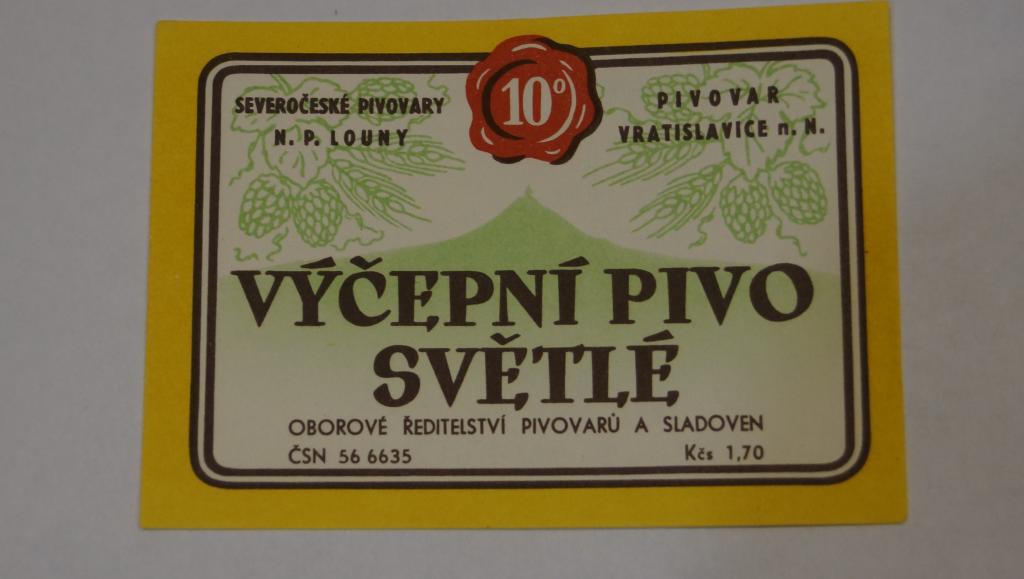 SEVEROČESKÉ PIVOVARY
N. P. LOUNY
10°
PIVOVAR
VRATISLAVICE n. N.
VÝČEPNÍ PIVO
SVĚTLÉ
OBOROVÉ ŘEDITELSTVÍ PIVOVARŮ A SLADOVEN
ČSN 56 6635
Kčs 1,70